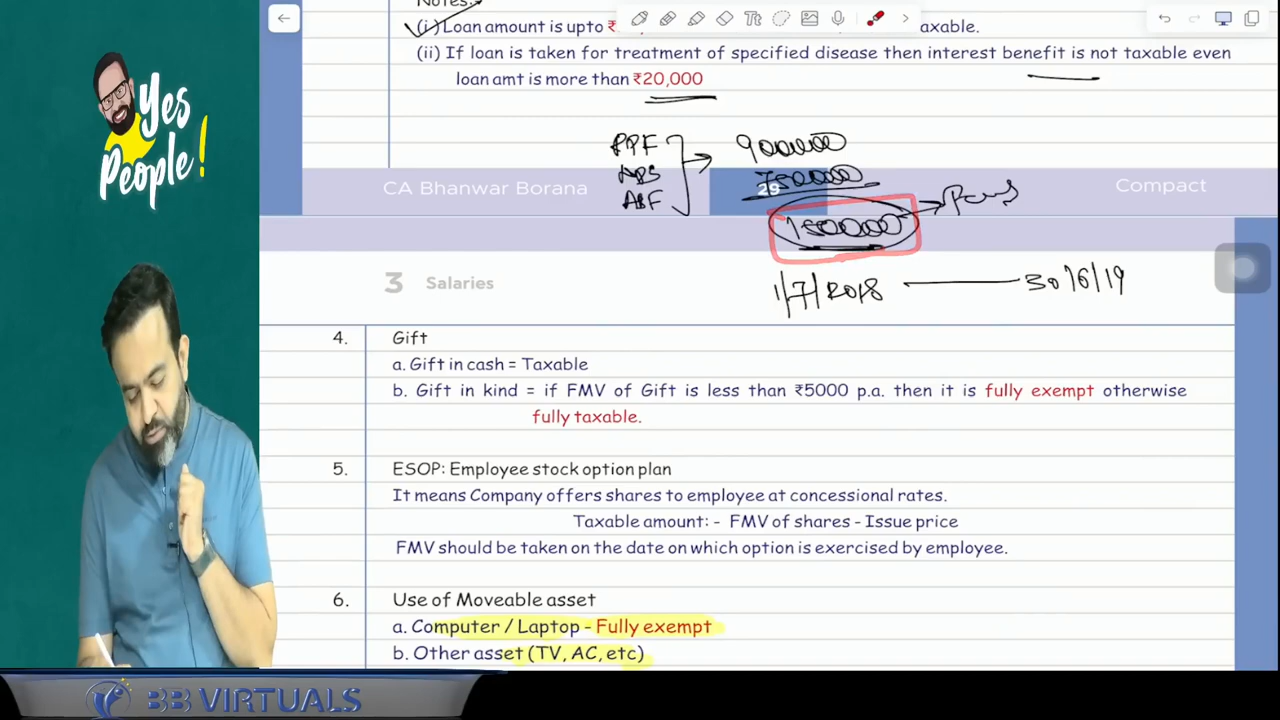 Notes:
(i) Loan amount is upto ₹ axable.
(ii) If loan is taken for treatment of specified disease then interest benefit is not taxable even
loan amt is more than ₹20,000
Yes
People!
PPF
900000
ASF
CA Bhanwar Borana
29
Compact
3 Salaries
1/7/2018 30/6/19
4. Gift
a. Gift in cash = Taxable
b. Gift in kind = if FMV of Gift is less than ₹5000 p.a. then it is fully exempt otherwise
fully taxable.
5. ESOP: Employee stock option plan
It means Company offers shares to employee at concessional rates.
Taxable amount: - FMV of shares - Issue price
FMV should be taken on the date on which option is exercised by employee.
6. Use of Moveable asset
a. Computer / Laptop - Fully exempt
b. Other asset (TV, AC, etc)
BB VIRTUALS